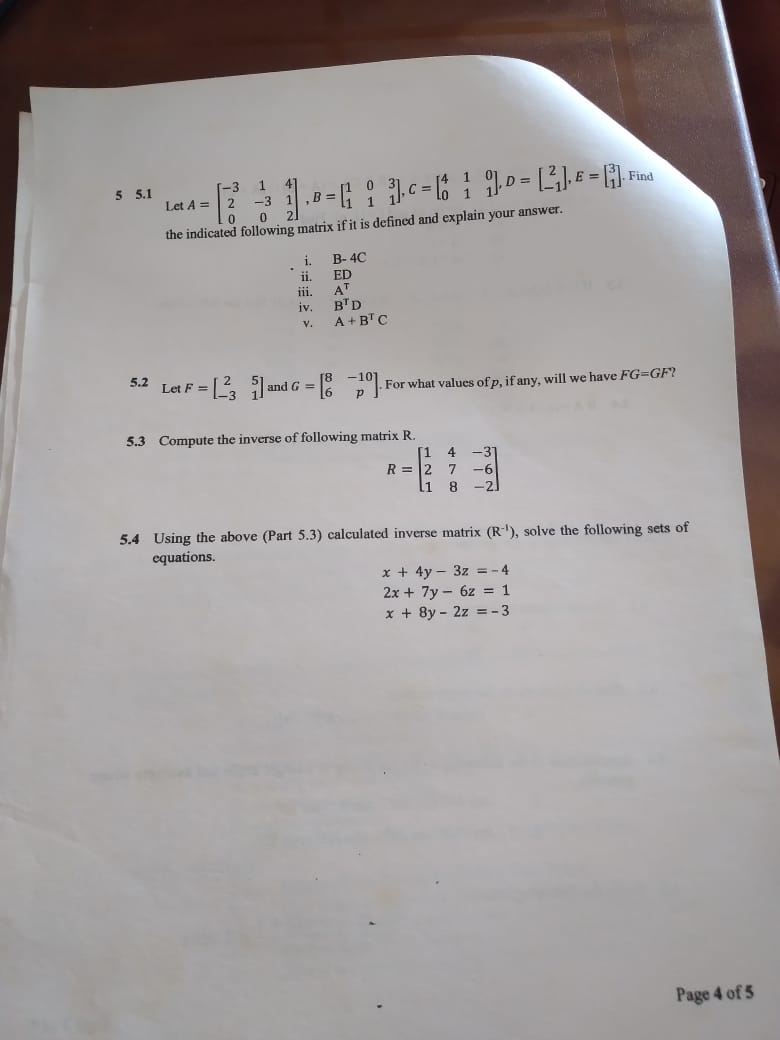 5 5.1 Let A = [−3 1 4; 2 −3 1; 0 0 2], B = [1 0 3; 1 1 1], C = [4 1 0; 0 1 1], D = [2; −1], E = [3; 1]. Find
the indicated following matrix if it is defined and explain your answer.
i. B- 4C
ii. ED
iii. Aᵀ
iv. BᵀD
v. A + Bᵀ C
5.2 Let F = [2 5; −3 1] and G = [8 −10; 6 p]. For what values of p, if any, will we have FG=GF?
5.3 Compute the inverse of following matrix R.
R = [1 4 −3; 2 7 −6; 1 8 −2]
5.4 Using the above (Part 5.3) calculated inverse matrix (R⁻¹), solve the following sets of
equations.
x + 4y − 3z = - 4
2x + 7y − 6z = 1
x + 8y - 2z = - 3
Page 4 of 5